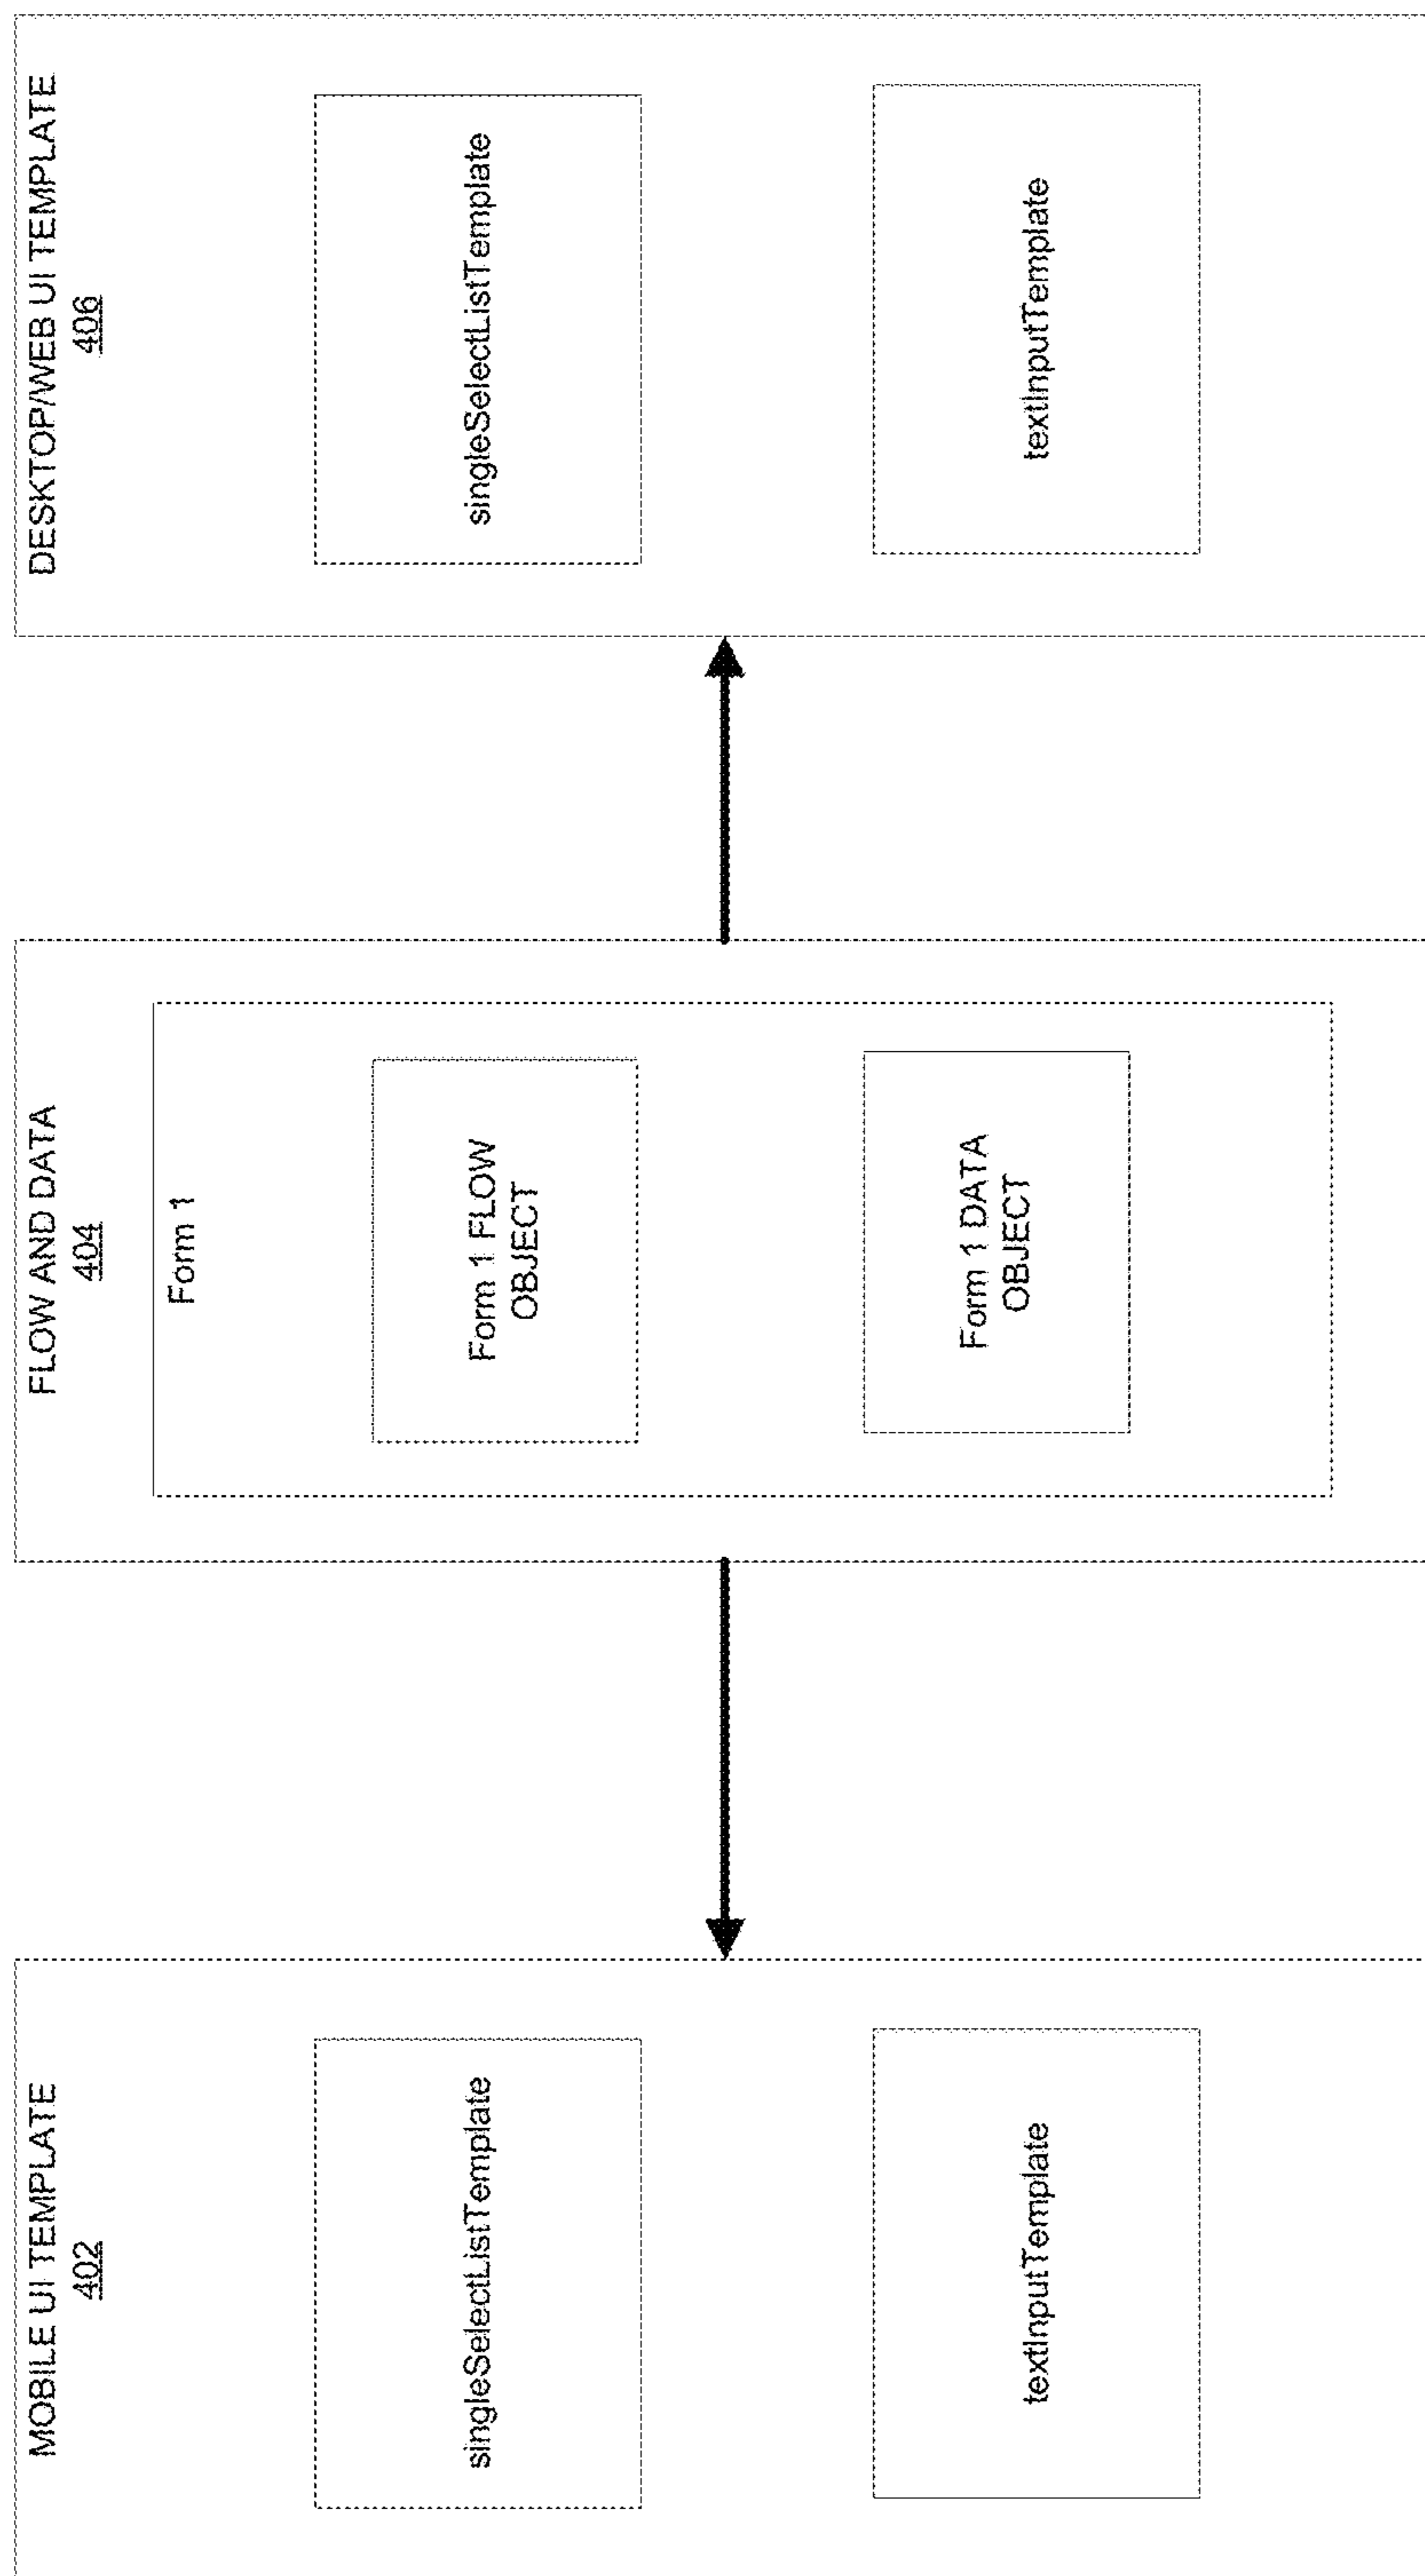 MOBILE UI TEMPLATE
402
singleSelectListTemplate
textInputTemplate
FLOW AND DATA
404
Form 1
Form 1 FLOW
OBJECT
Form 1 DATA
OBJECT
DESKTOP/WEB UI TEMPLATE
406
singleSelectListTemplate
textInputTemplate